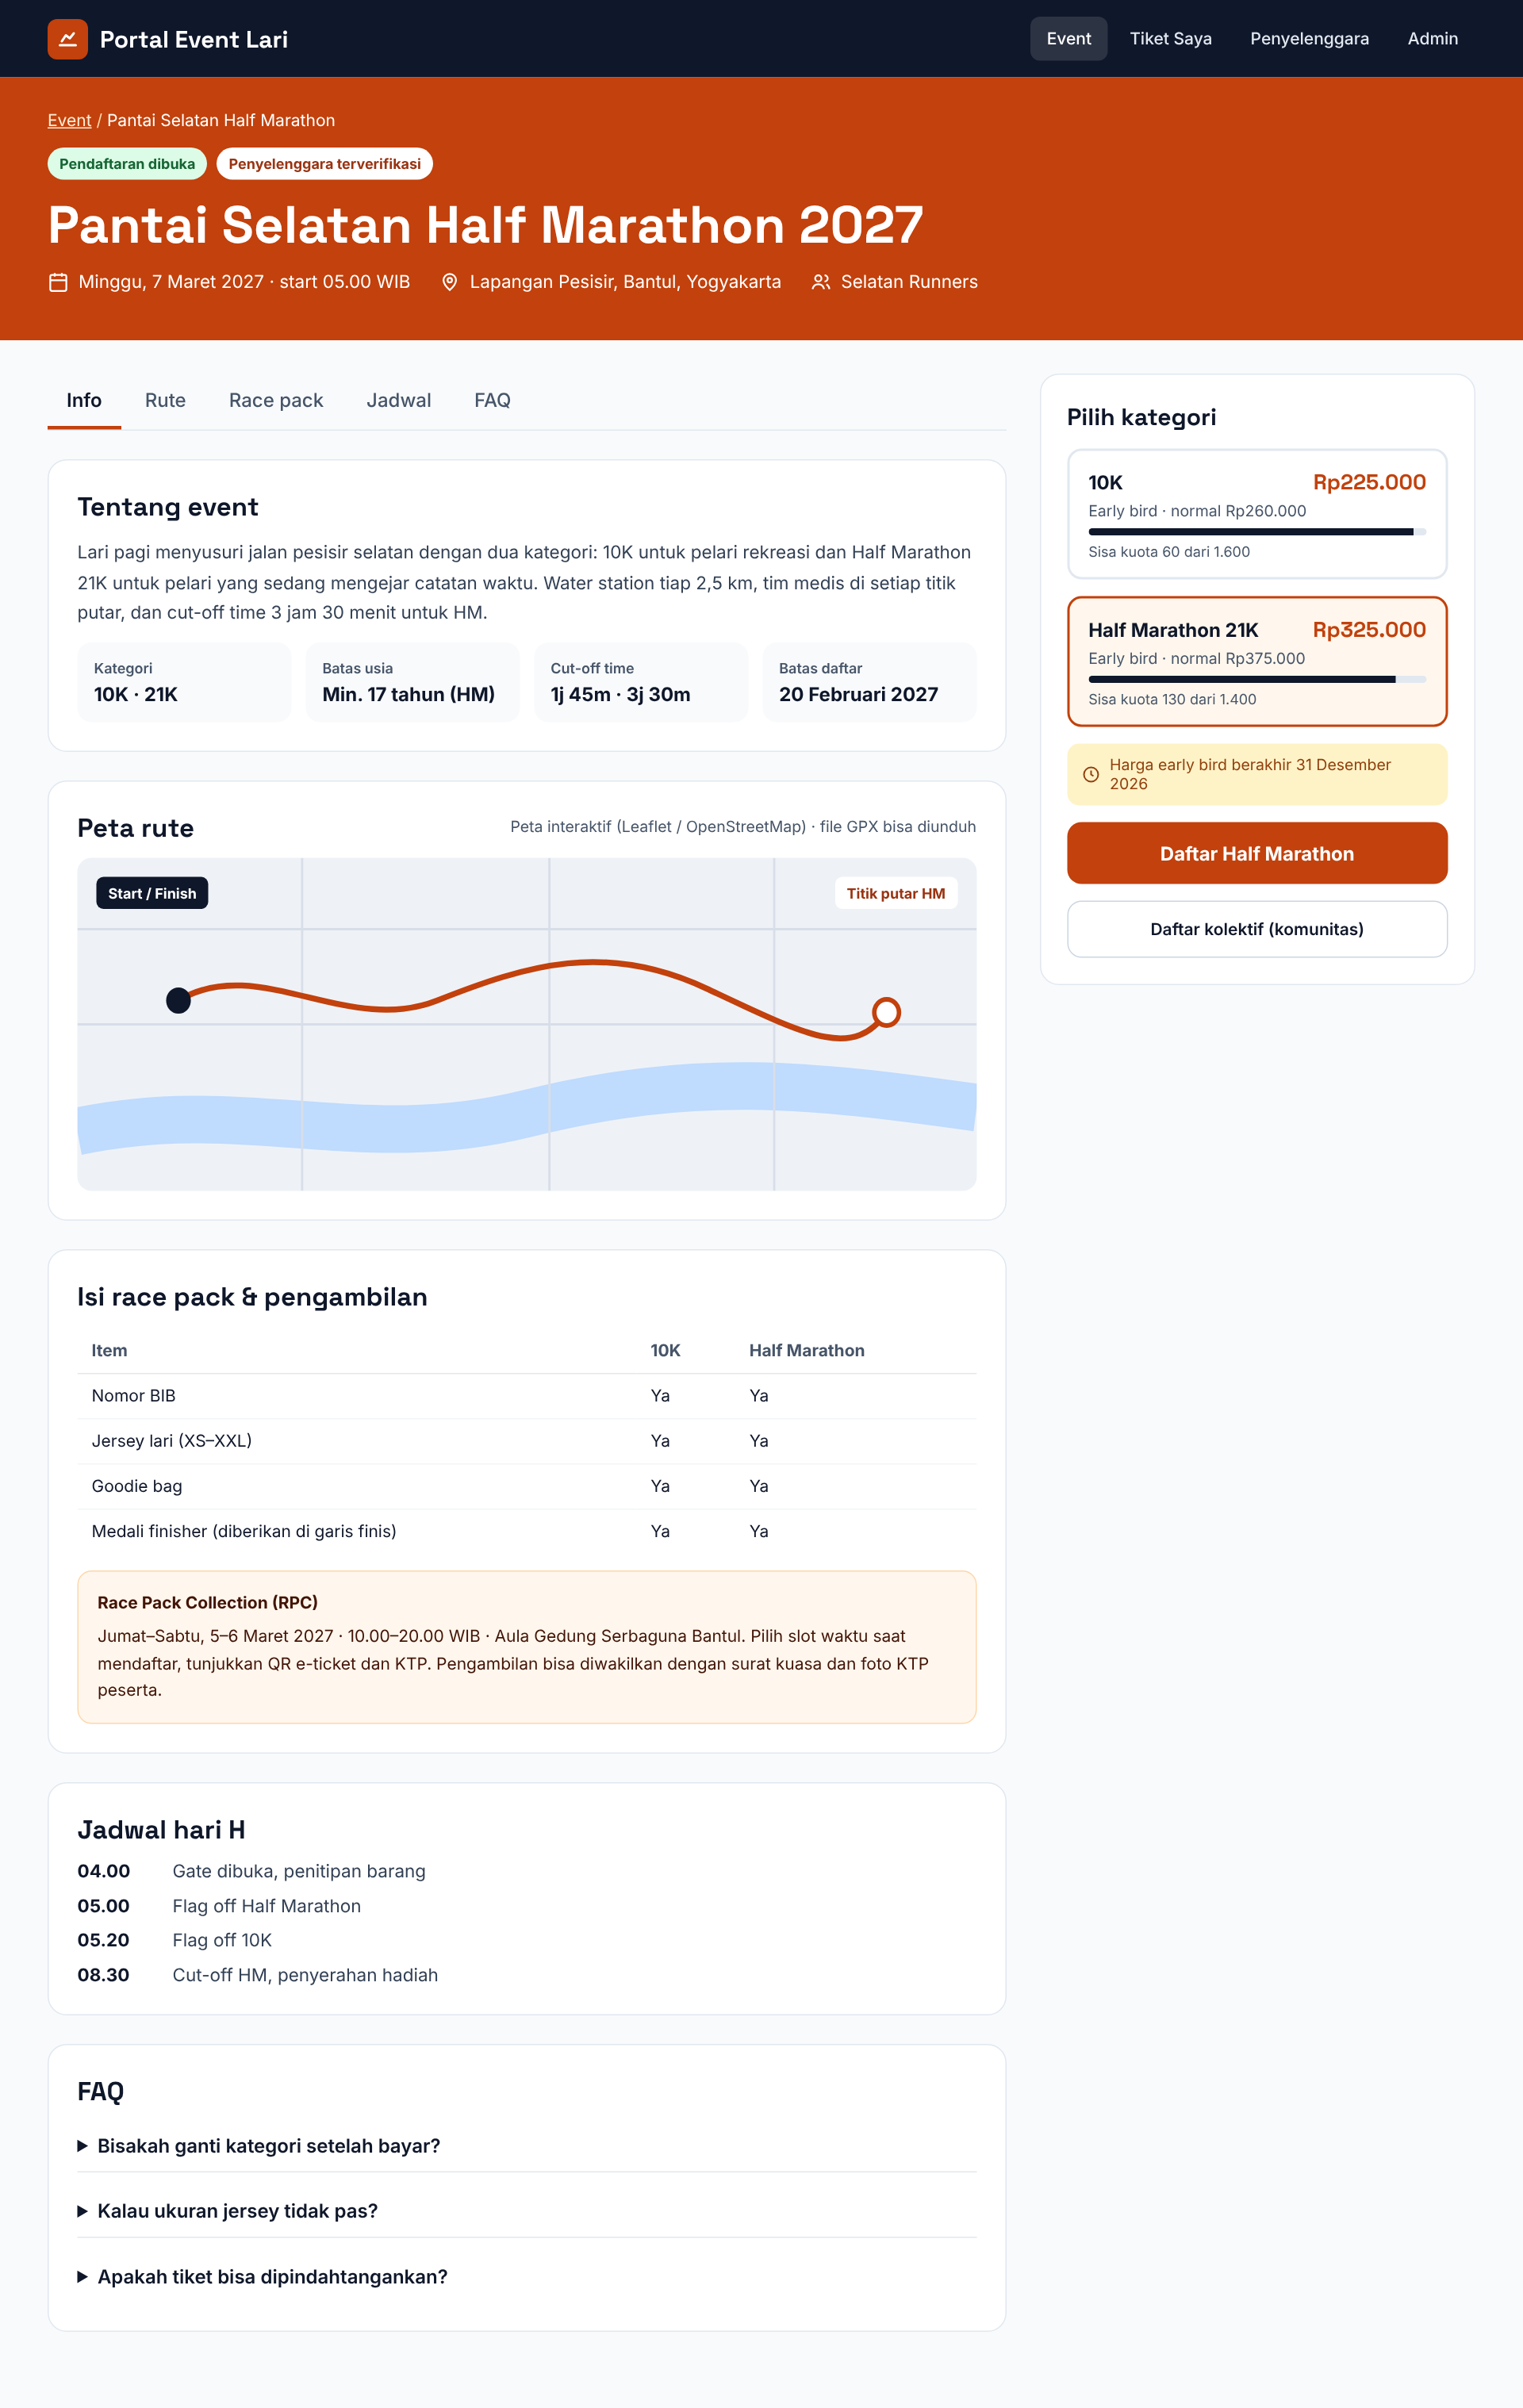 Portal Event Lari
Event
Tiket Saya
Penyelenggara
Admin
Event / Pantai Selatan Half Marathon
Pendaftaran dibuka
Penyelenggara terverifikasi
Pantai Selatan Half Marathon 2027
Minggu, 7 Maret 2027 · start 05.00 WIB
Lapangan Pesisir, Bantul, Yogyakarta
Selatan Runners
Info
Rute
Race pack
Jadwal
FAQ
Tentang event
Lari pagi menyusuri jalan pesisir selatan dengan dua kategori: 10K untuk pelari rekreasi dan Half Marathon
21K untuk pelari yang sedang mengejar catatan waktu. Water station tiap 2,5 km, tim medis di setiap titik
putar, dan cut-off time 3 jam 30 menit untuk HM.
Kategori
10K · 21K
Batas usia
Min. 17 tahun (HM)
Cut-off time
1j 45m · 3j 30m
Batas daftar
20 Februari 2027
Peta rute
Peta interaktif (Leaflet / OpenStreetMap) · file GPX bisa diunduh
Start / Finish
Titik putar HM
Isi race pack & pengambilan
Item 10K Half Marathon
Nomor BIB Ya Ya
Jersey lari (XS–XXL) Ya Ya
Goodie bag Ya Ya
Medali finisher (diberikan di garis finis) Ya Ya
Race Pack Collection (RPC)
Jumat–Sabtu, 5–6 Maret 2027 · 10.00–20.00 WIB · Aula Gedung Serbaguna Bantul. Pilih slot waktu saat
mendaftar, tunjukkan QR e-ticket dan KTP. Pengambilan bisa diwakilkan dengan surat kuasa dan foto KTP
peserta.
Jadwal hari H
04.00 Gate dibuka, penitipan barang
05.00 Flag off Half Marathon
05.20 Flag off 10K
08.30 Cut-off HM, penyerahan hadiah
FAQ
Bisakah ganti kategori setelah bayar?
Kalau ukuran jersey tidak pas?
Apakah tiket bisa dipindahtangankan?
Pilih kategori
10K Rp225.000
Early bird · normal Rp260.000
Sisa kuota 60 dari 1.600
Half Marathon 21K Rp325.000
Early bird · normal Rp375.000
Sisa kuota 130 dari 1.400
Harga early bird berakhir 31 Desember
2026
Daftar Half Marathon
Daftar kolektif (komunitas)